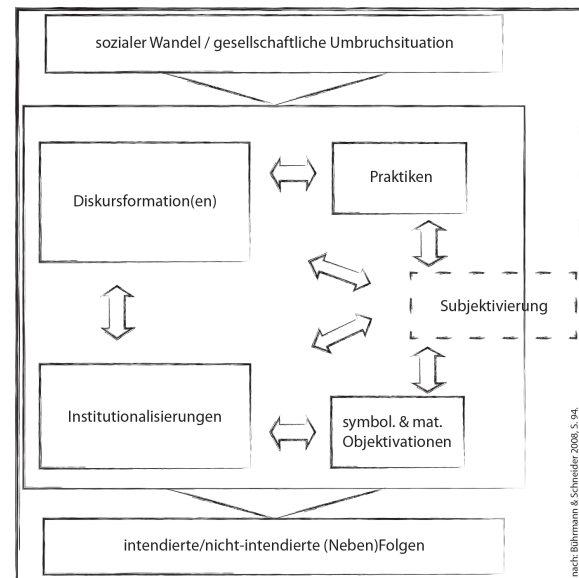 sozialer Wandel / gesellschaftliche Umbruchsituation
Diskursformation(en)
Praktiken
Subjektivierung
Institutionalisierungen
symbol. & mat.
Objektivationen
intendierte/nicht-intendierte (Neben)Folgen
nach: Bührmann & Schneider 2008, S. 94.